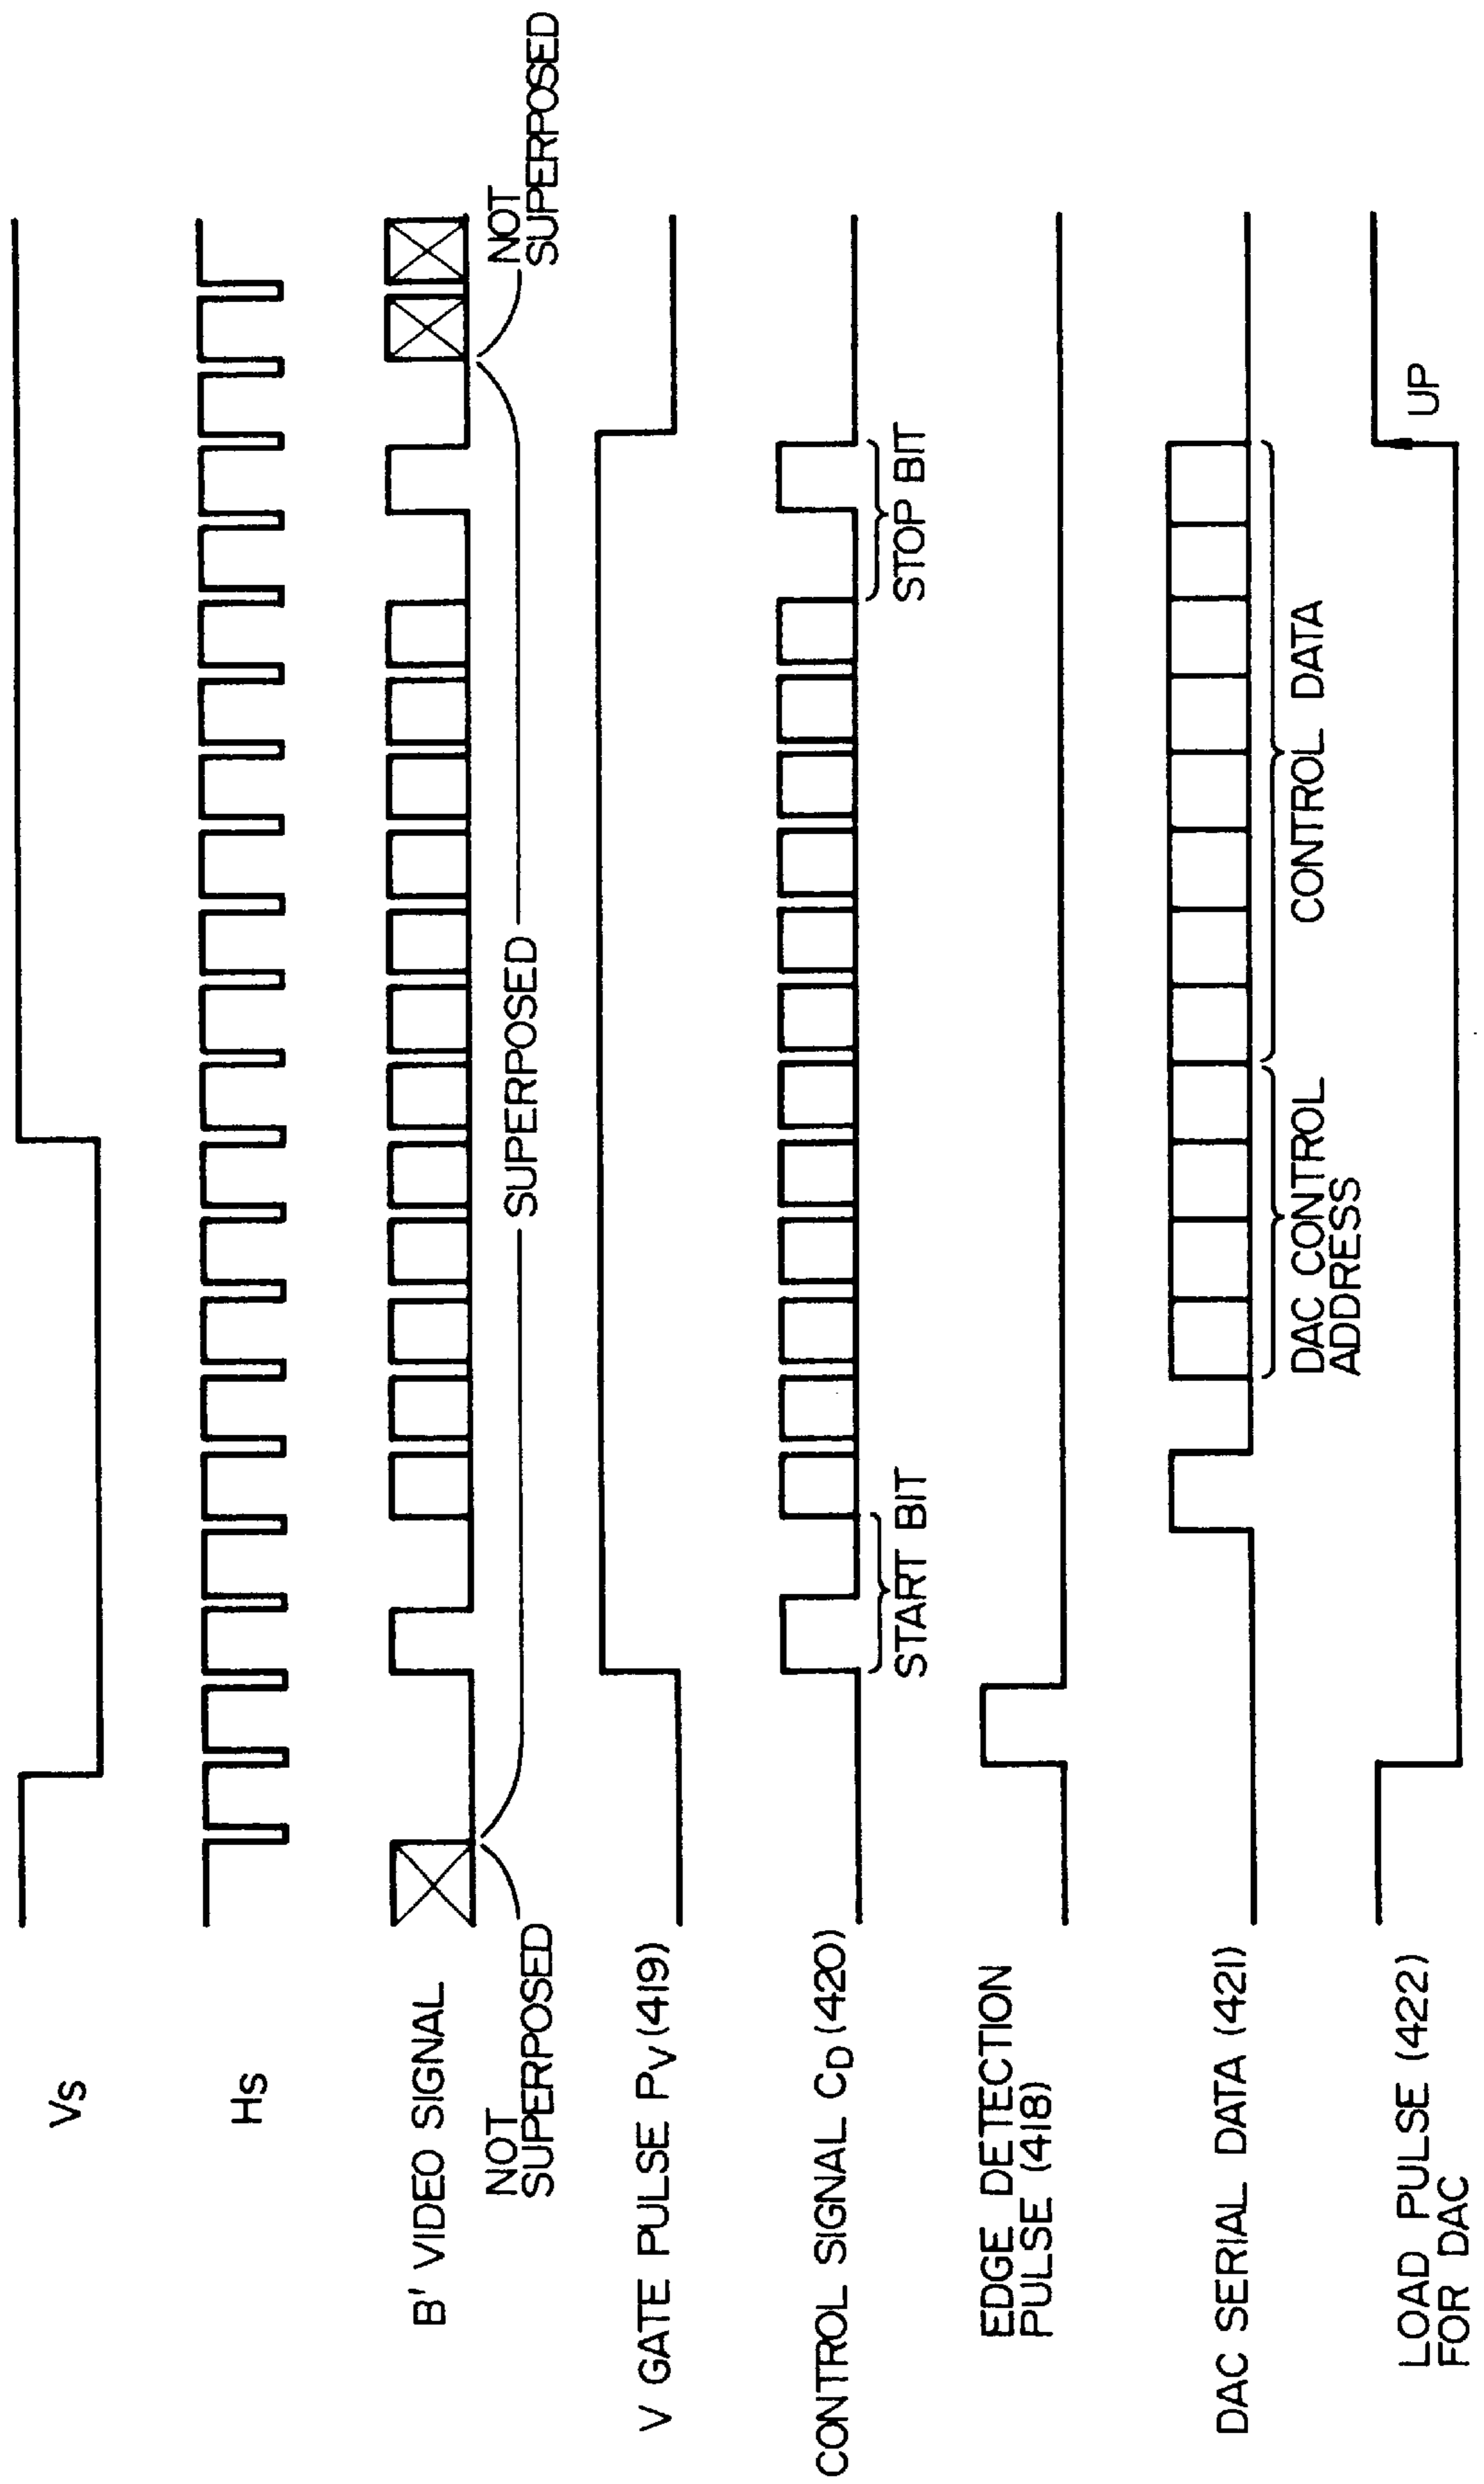 Vs
Hs
B' VIDEO SIGNAL
NOT
SUPERPOSED
SUPERPOSED
NOT
SUPERPOSED
V GATE PULSE PV (419)
CONTROL SIGNAL CD (420)
START BIT
STOP BIT
EDGE DETECTION
PULSE (418)
DAC SERIAL DATA (421)
DAC CONTROL
ADDRESS
CONTROL DATA
LOAD PULSE (422)
FOR DAC
UP